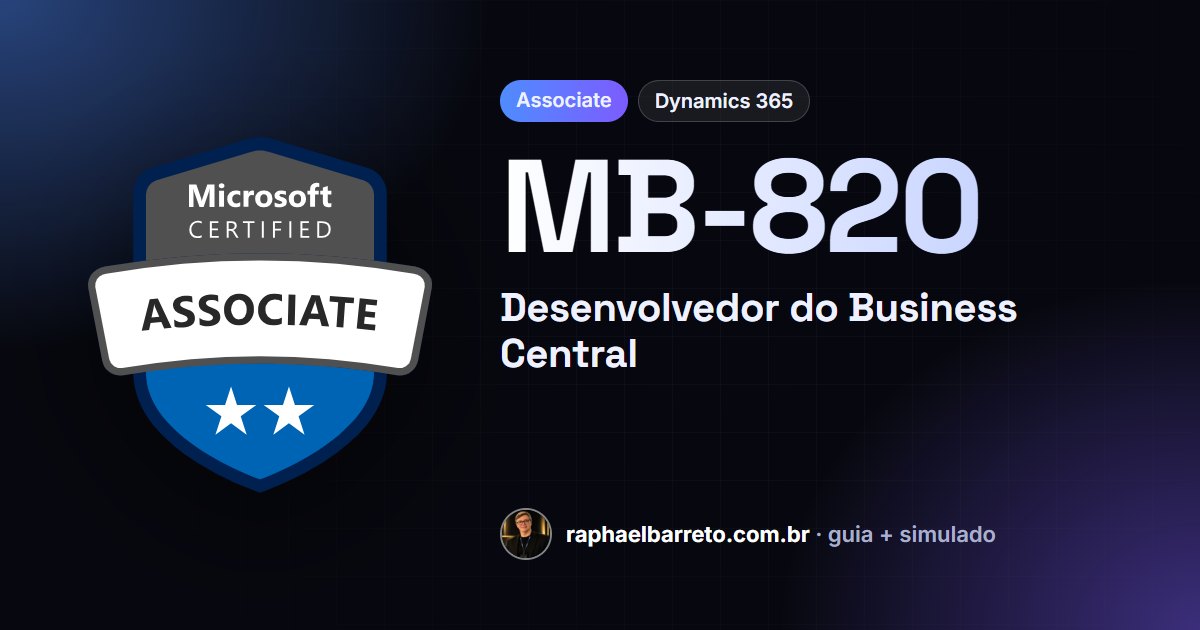 Microsoft
CERTIFIED
ASSOCIATE
Associate
Dynamics 365
MB-820
Desenvolvedor do Business
Central
raphaelbarreto.com.br · guia + simulado